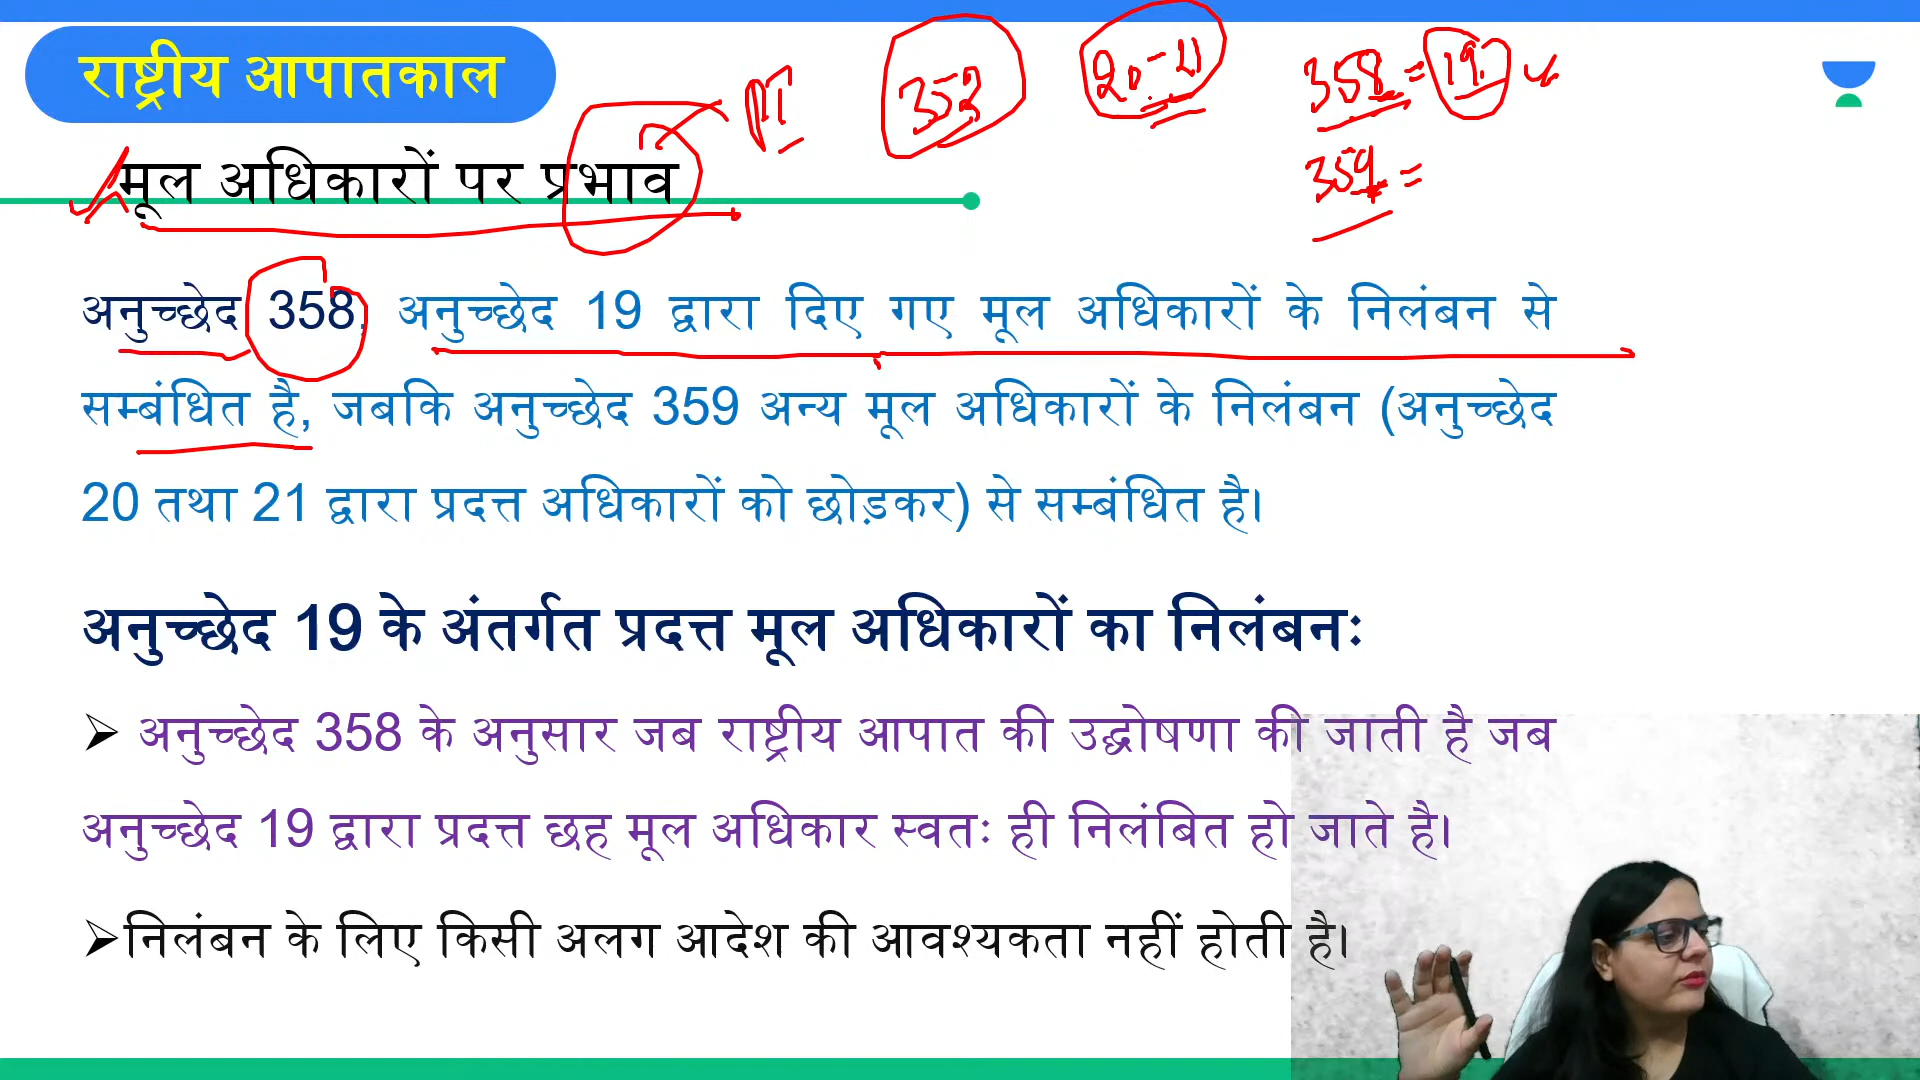 राष्ट्रीय आपातकाल
352
20-21
358 = 19
359 =
मूल अधिकारों पर प्रभाव
अनुच्छेद 358, अनुच्छेद 19 द्वारा दिए गए मूल अधिकारों के निलंबन से
सम्बंधित है, जबकि अनुच्छेद 359 अन्य मूल अधिकारों के निलंबन (अनुच्छेद
20 तथा 21 द्वारा प्रदत्त अधिकारों को छोड़कर) से सम्बंधित है।
अनुच्छेद 19 के अंतर्गत प्रदत्त मूल अधिकारों का निलंबनः
➤ अनुच्छेद 358 के अनुसार जब राष्ट्रीय आपात की उद्घोषणा की जाती है जब
अनुच्छेद 19 द्वारा प्रदत्त छह मूल अधिकार स्वतः ही निलंबित हो जाते है।
➤निलंबन के लिए किसी अलग आदेश की आवश्यकता नहीं होती है।